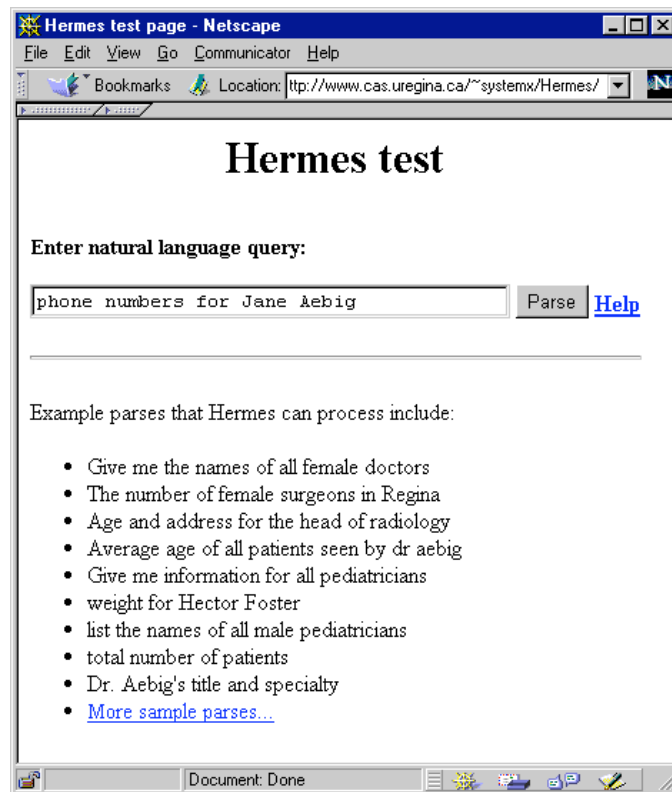 Hermes test page - Netscape
File Edit View Go Communicator Help
Bookmarks Location: ttp://www.cas.uregina.ca/~systemx/Hermes/ N
Hermes test
Enter natural language query:
phone numbers for Jane Aebig Parse Help
Example parses that Hermes can process include:
• Give me the names of all female doctors
• The number of female surgeons in Regina
• Age and address for the head of radiology
• Average age of all patients seen by dr aebig
• Give me information for all pediatricians
• weight for Hector Foster
• list the names of all male pediatricians
• total number of patients
• Dr. Aebig's title and specialty
• More sample parses...
Document: Done